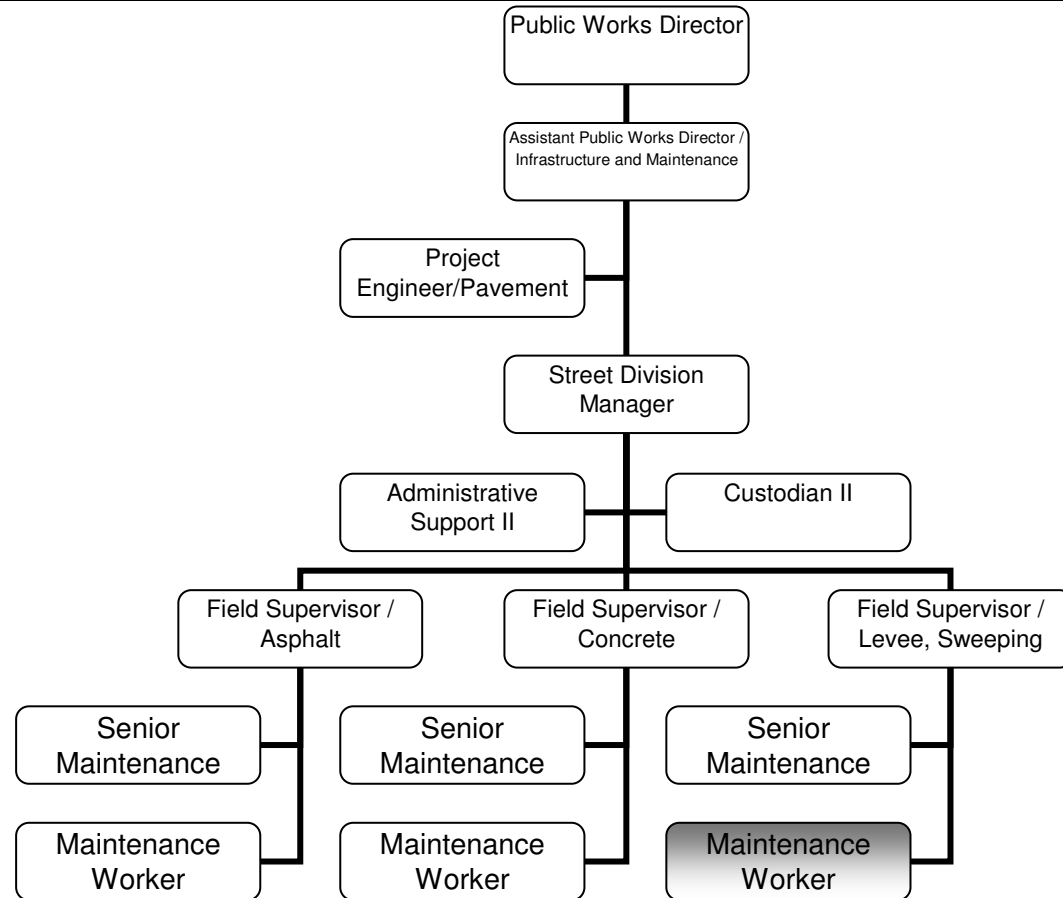 Public Works Director
Assistant Public Works Director /
Infrastructure and Maintenance
Project
Engineer/Pavement
Street Division
Manager
Administrative
Support II
Custodian II
Field Supervisor /
Asphalt
Field Supervisor /
Concrete
Field Supervisor /
Levee, Sweeping
Senior
Maintenance
Senior
Maintenance
Senior
Maintenance
Maintenance
Worker
Maintenance
Worker
Maintenance
Worker